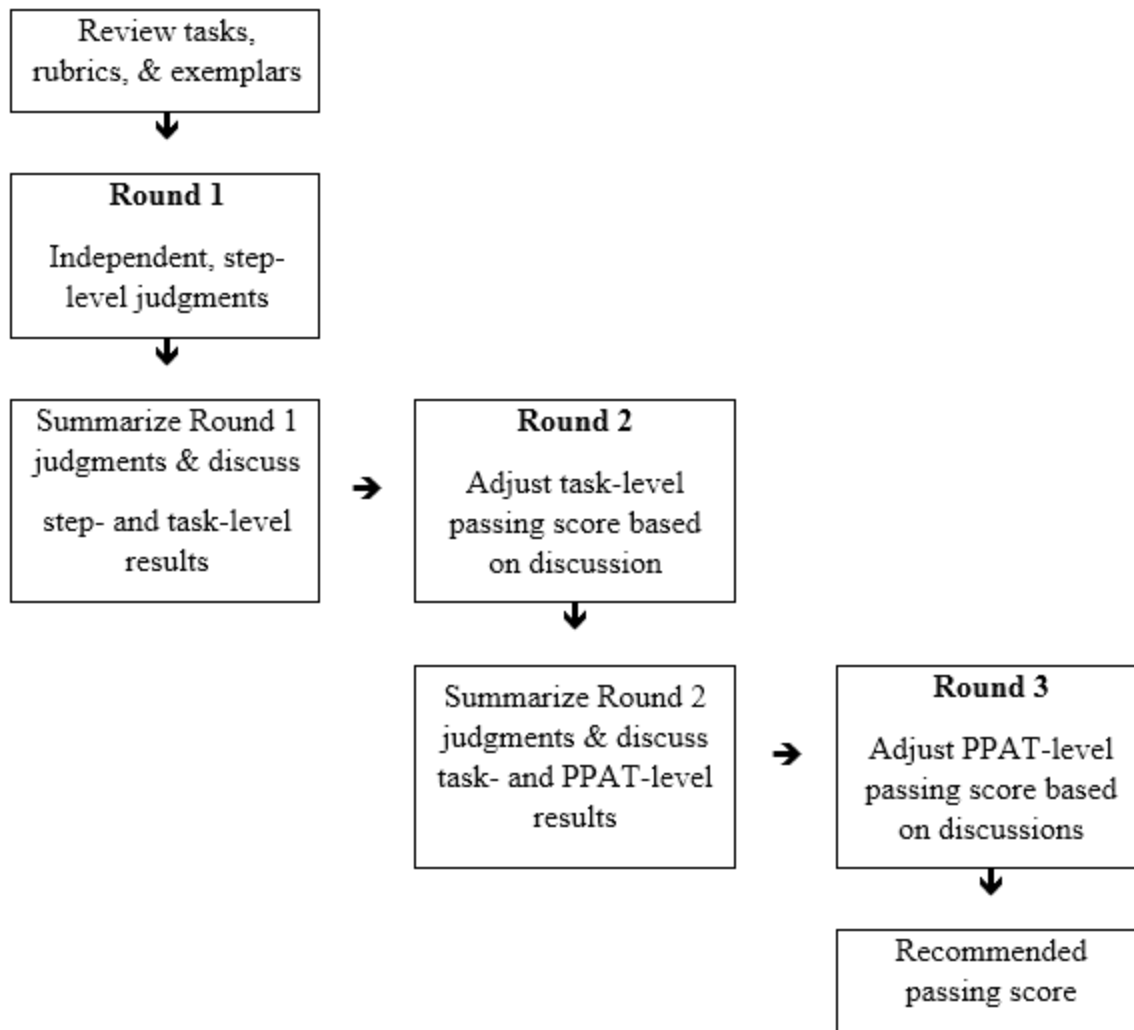 Review tasks,
rubrics, & exemplars
Round 1
Independent, step-
level judgments
Summarize Round 1
judgments & discuss
step- and task-level
results
Round 2
Adjust task-level
passing score based
on discussion
Summarize Round 2
judgments & discuss
task- and PPAT-level
results
Round 3
Adjust PPAT-level
passing score based
on discussions
Recommended
passing score